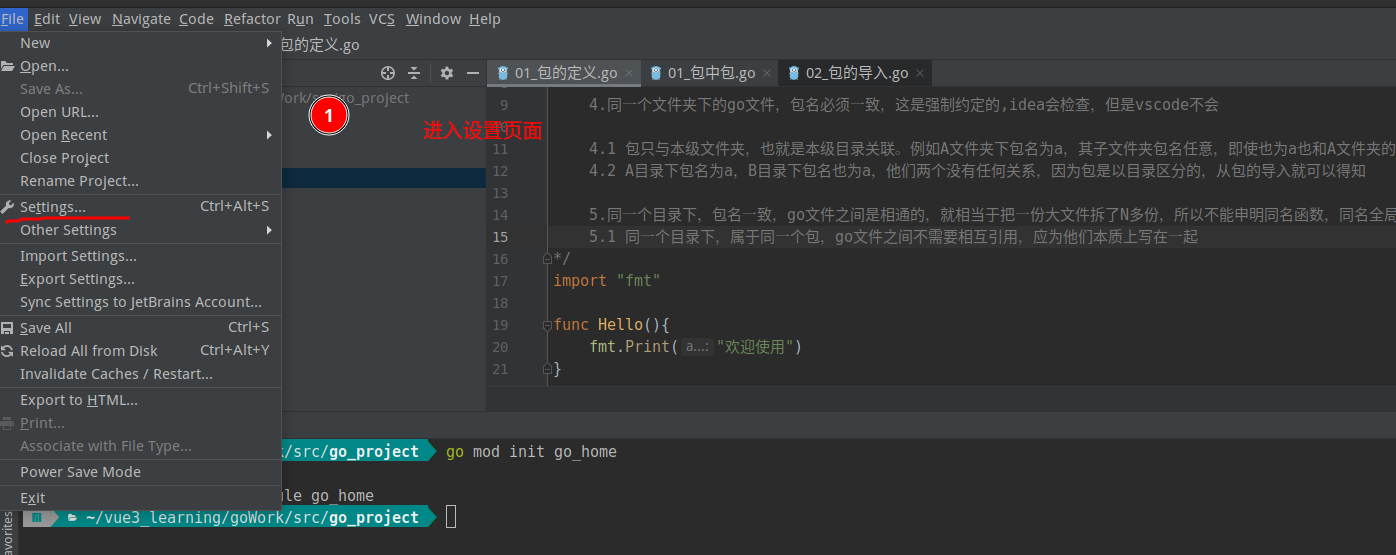 File Edit View Navigate Code Refactor Run Tools VCS Window Help
New
包的定义.go
Open...
Save As... Ctrl+Shift+S
Open URL...
Open Recent
Close Project
Rename Project...
Settings... Ctrl+Alt+S
Other Settings
Import Settings...
Export Settings...
Sync Settings to JetBrains Account...
Save All Ctrl+S
Reload All from Disk Ctrl+Alt+Y
Invalidate Caches / Restart...
Export to HTML...
Print...
Associate with File Type...
Power Save Mode
Exit
go_project
1
进入设置页面
01_包的定义.go 01_包中包.go 02_包的导入.go
9 4.同一个文件夹下的go文件，包名必须一致，这是强制约定的,idea会检查，但是vscode不会
11 4.1 包只与本级文件夹，也就是本级目录关联。例如A文件夹下包名为a，其子文件夹包名任意，即使也为a也和A文件夹的
12 4.2 A目录下包名为a，B目录下包名也为a，他们两个没有任何关系，因为包是以目录区分的，从包的导入就可以得知
13
14 5.同一个目录下，包名一致，go文件之间是相通的，就相当于把一份大文件拆了N多份，所以不能申明同名函数，同名全局
15 5.1 同一个目录下，属于同一个包，go文件之间不需要相互引用，应为他们本质上写在一起
16 */
17 import "fmt"
18
19 func Hello(){
20 fmt.Print(a...:"欢迎使用")
21 }
/src/go_project go mod init go_home
le go_home
~/vue3_learning/goWork/src/go_project
avorites